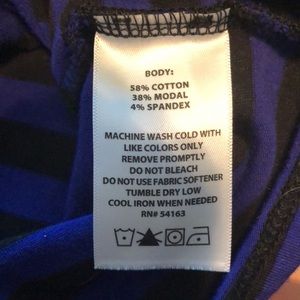 BODY:
58% COTTON
38% MODAL
4% SPANDEX
MACHINE WASH COLD WITH
LIKE COLORS ONLY
REMOVE PROMPTLY
DO NOT BLEACH
DO NOT USE FABRIC SOFTENER
TUMBLE DRY LOW
COOL IRON WHEN NEEDED
RN# 54163